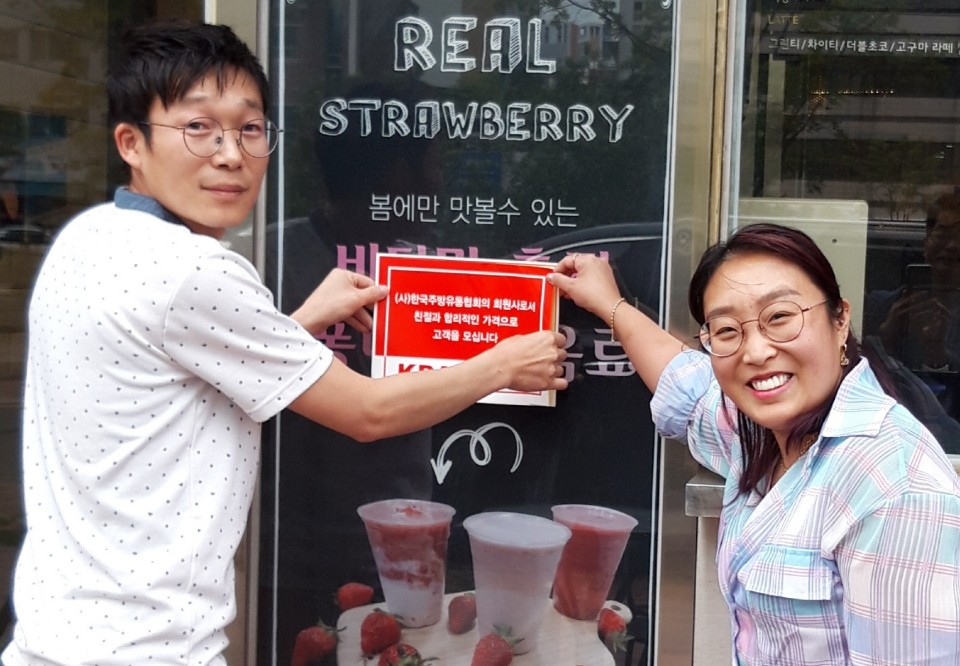 REAL
STRAWBERRY
봄에만 맛볼수 있는
(사)한국주방유통협회의 회원사로서
친절과 합리적인 가격으로
고객을 모십니다
음료
LATTE
그린티/차이티/더블초코/고구마 라떼